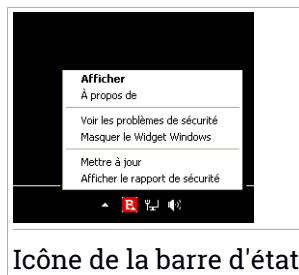 Afficher
À propos de
Voir les problèmes de sécurité
Masquer le Widget Windows
Mettre à jour
Afficher le rapport de sécurité
B
Icône de la barre d'état